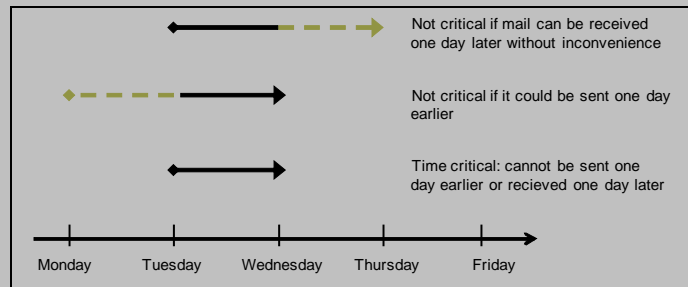 Not critical if mail can be received
one day later without inconvenience
Not critical if it could be sent one day
earlier
Time critical: cannot be sent one
day earlier or recieved one day later
Monday Tuesday Wednesday Thursday Friday